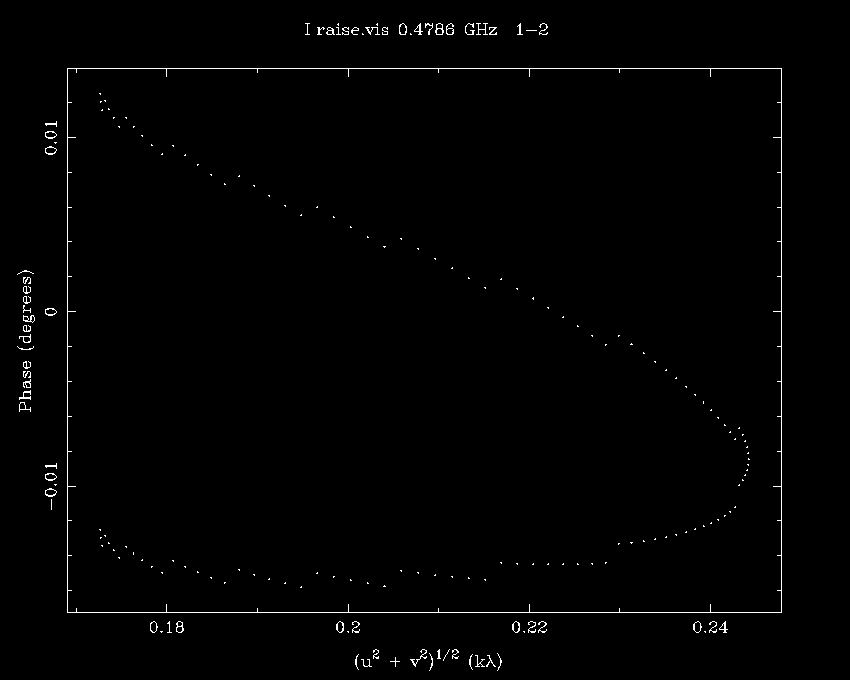 I raise.vis 0.4786 GHz 1−2
0.01
0
−0.01
Phase (degrees)
0.18 0.2 0.22 0.24
(u² + v²)^1/2 (kλ)